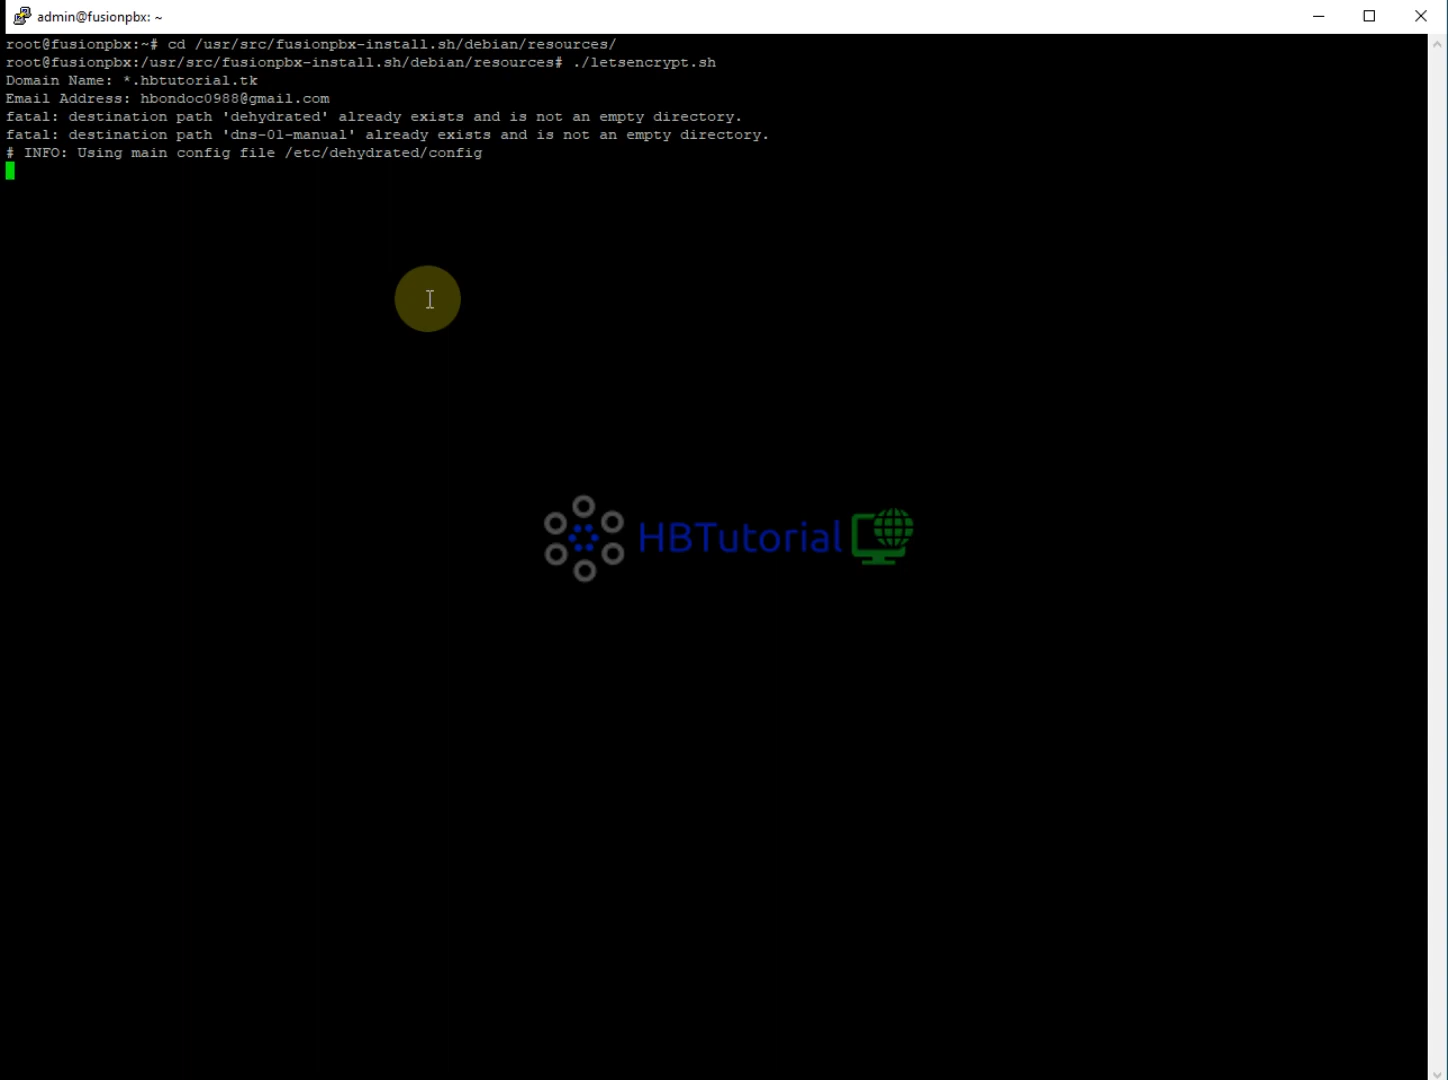 admin@fusionpbx: ~
root@fusionpbx:~# cd /usr/src/fusionpbx-install.sh/debian/resources/
root@fusionpbx:/usr/src/fusionpbx-install.sh/debian/resources# ./letsencrypt.sh
Domain Name: *.hbtutorial.tk
Email Address: hbondoc0988@gmail.com
fatal: destination path 'dehydrated' already exists and is not an empty directory.
fatal: destination path 'dns-01-manual' already exists and is not an empty directory.
# INFO: Using main config file /etc/dehydrated/config
HBTutorial